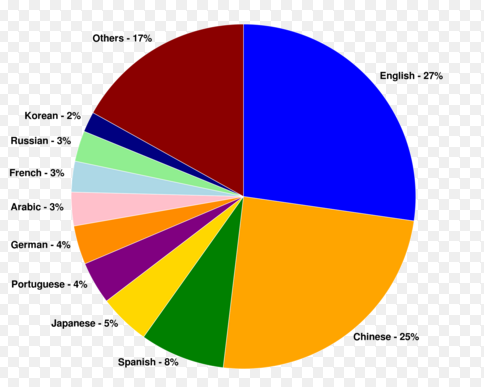 Others - 17%
English - 27%
Korean - 2%
Russian - 3%
French - 3%
Arabic - 3%
German - 4%
Portuguese - 4%
Japanese - 5%
Chinese - 25%
Spanish - 8%